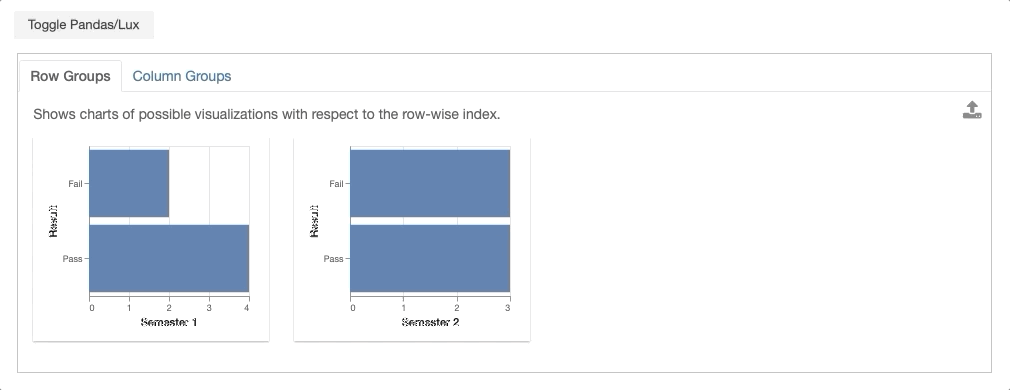 Toggle Pandas/Lux
Row Groups Column Groups
Shows charts of possible visualizations with respect to the row-wise index.
Fail
Pass
Result
0 1 2 3 4
Semester 1
Fail
Pass
Result
0 1 2 3
Semester 2